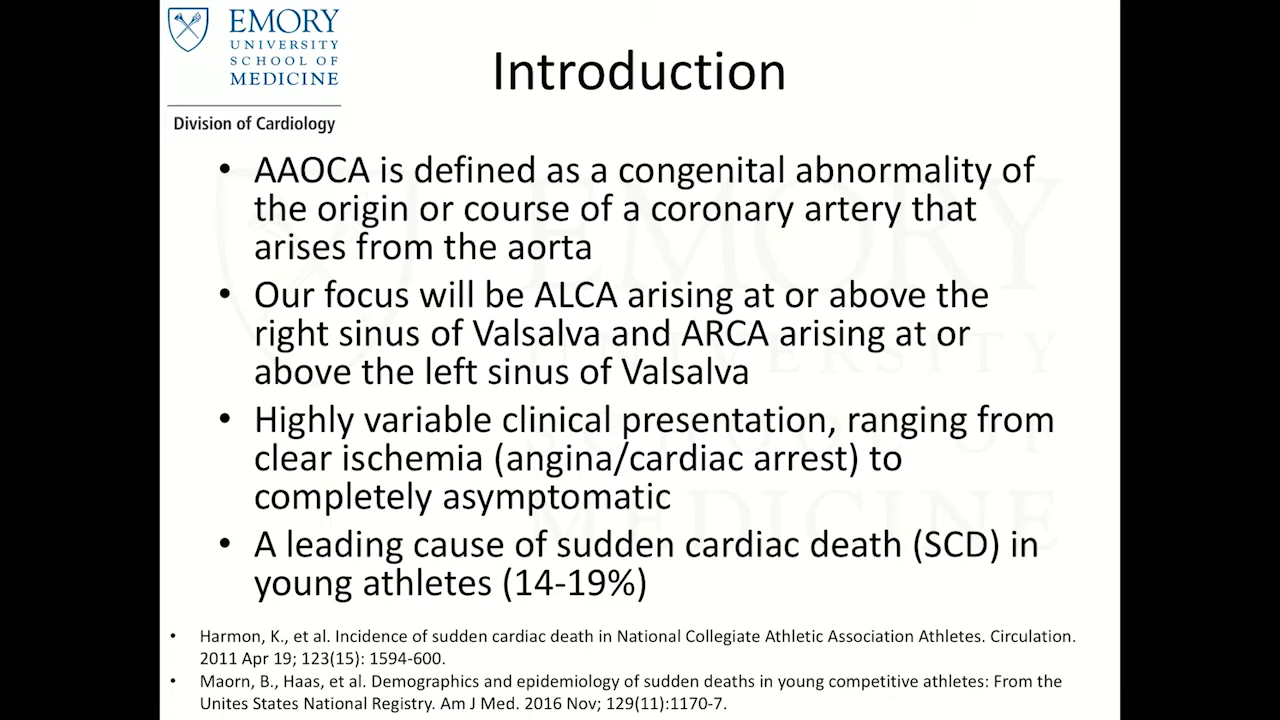 EMORY
UNIVERSITY
SCHOOL OF
MEDICINE
Division of Cardiology
Introduction
• AAOCA is defined as a congenital abnormality of
the origin or course of a coronary artery that
arises from the aorta
• Our focus will be ALCA arising at or above the
right sinus of Valsalva and ARCA arising at or
above the left sinus of Valsalva
• Highly variable clinical presentation, ranging from
clear ischemia (angina/cardiac arrest) to
completely asymptomatic
• A leading cause of sudden cardiac death (SCD) in
young athletes (14-19%)
• Harmon, K., et al. Incidence of sudden cardiac death in National Collegiate Athletic Association Athletes. Circulation.
2011 Apr 19; 123(15): 1594-600.
• Maorn, B., Haas, et al. Demographics and epidemiology of sudden deaths in young competitive athletes: From the
Unites States National Registry. Am J Med. 2016 Nov; 129(11):1170-7.
EMORY
UNIVERSITY
SCHOOL OF
MEDICINE